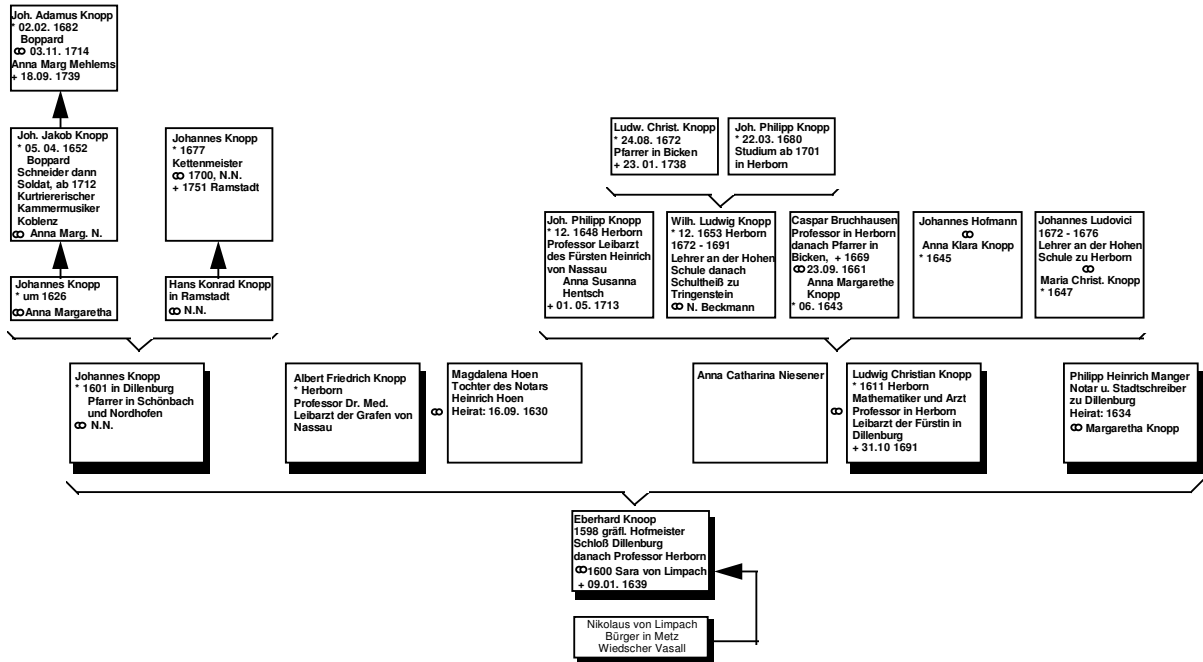 Joh. Adamus Knopp
* 02.02. 1682
Boppard
⚭ 03.11. 1714
Anna Marg Mehlems
+ 18.09. 1739
Joh. Jakob Knopp
* 05. 04. 1652
Boppard
Schneider dann
Soldat, ab 1712
Kurtriererischer
Kammermusiker
Koblenz
⚭ Anna Marg. N.
Johannes Knopp
* 1677
Kettenmeister
⚭ 1700, N.N.
+ 1751 Ramstadt
Ludw. Christ. Knopp
* 24.08. 1672
Pfarrer in Bicken
+ 23. 01. 1738
Joh. Philipp Knopp
* 22.03. 1680
Studium ab 1701
in Herborn
Joh. Philipp Knopp
* 12. 1648 Herborn
Professor Leibarzt
des Fürsten Heinrich
von Nassau
Anna Susanna
Hentsch
+ 01. 05. 1713
Wilh. Ludwig Knopp
* 12. 1653 Herborn
1672 - 1691
Lehrer an der Hohen
Schule danach
Schultheiß zu
Tringenstein
⚭ N. Beckmann
Caspar Bruchhausen
Professor in Herborn
danach Pfarrer in
Bicken, + 1669
⚭ 23.09. 1661
Anna Margarethe
Knopp
* 06. 1643
Johannes Hofmann
⚭
Anna Klara Knopp
* 1645
Johannes Ludovici
1672 - 1676
Lehrer an der Hohen
Schule zu Herborn
⚭
Maria Christ. Knopp
* 1647
Johannes Knopp
* um 1626
⚭ Anna Margaretha
Hans Konrad Knopp
in Ramstadt
⚭ N.N.
Johannes Knopp
* 1601 in Dillenburg
Pfarrer in Schönbach
und Nordhofen
⚭ N.N.
Albert Friedrich Knopp
* Herborn
Professor Dr. Med.
Leibarzt der Grafen von
Nassau
⚭
Magdalena Hoen
Tochter des Notars
Heinrich Hoen
Heirat: 16.09. 1630
Anna Catharina Niesener
⚭
Ludwig Christian Knopp
* 1611 Herborn
Mathematiker und Arzt
Professor in Herborn
Leibarzt der Fürstin in
Dillenburg
+ 31.10 1691
Philipp Heinrich Manger
Notar u. Stadtschreiber
zu Dillenburg
Heirat: 1634
⚭ Margaretha Knopp
Eberhard Knoop
1598 gräfl. Hofmeister
Schloß Dillenburg
danach Professor Herborn
⚭ 1600 Sara von Limpach
+ 09.01. 1639
Nikolaus von Limpach
Bürger in Metz
Wiedscher Vasall